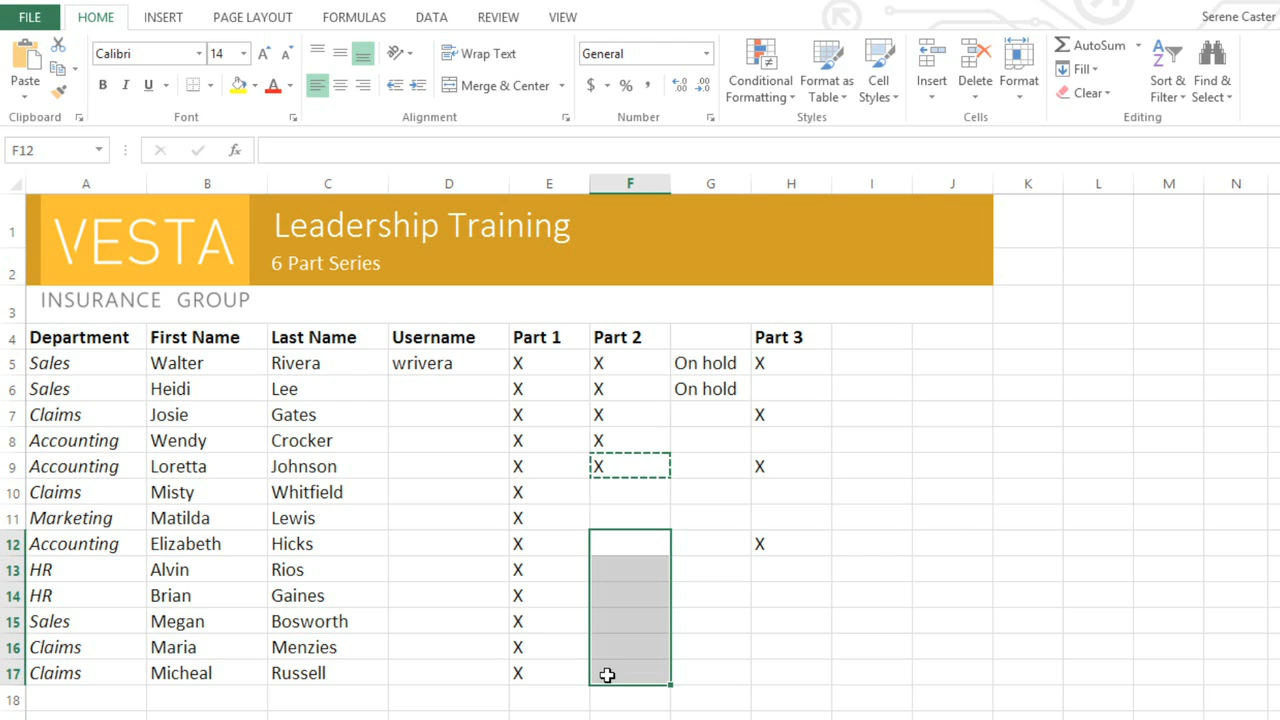 FILE HOME INSERT PAGE LAYOUT FORMULAS DATA REVIEW VIEW Serene Caster
Calibri 14 A A Wrap Text General AutoSum
Paste Conditional Format as Cell Insert Delete Format Fill Sort & Find &
B I U A Merge & Center $ % , .00 .0 Formatting Table Styles Clear Filter Select
Clipboard Font Alignment Number Styles Cells Editing
F12 fx
A B C D E F G H I J K L M N
1 VESTA Leadership Training
2 6 Part Series
3 INSURANCE GROUP
4 Department First Name Last Name Username Part 1 Part 2 Part 3
5 Sales Walter Rivera wrivera X X On hold X
6 Sales Heidi Lee X X On hold
7 Claims Josie Gates X X X
8 Accounting Wendy Crocker X X
9 Accounting Loretta Johnson X X X
10 Claims Misty Whitfield X
11 Marketing Matilda Lewis X
12 Accounting Elizabeth Hicks X X
13 HR Alvin Rios X
14 HR Brian Gaines X
15 Sales Megan Bosworth X
16 Claims Maria Menzies X
17 Claims Micheal Russell X
18